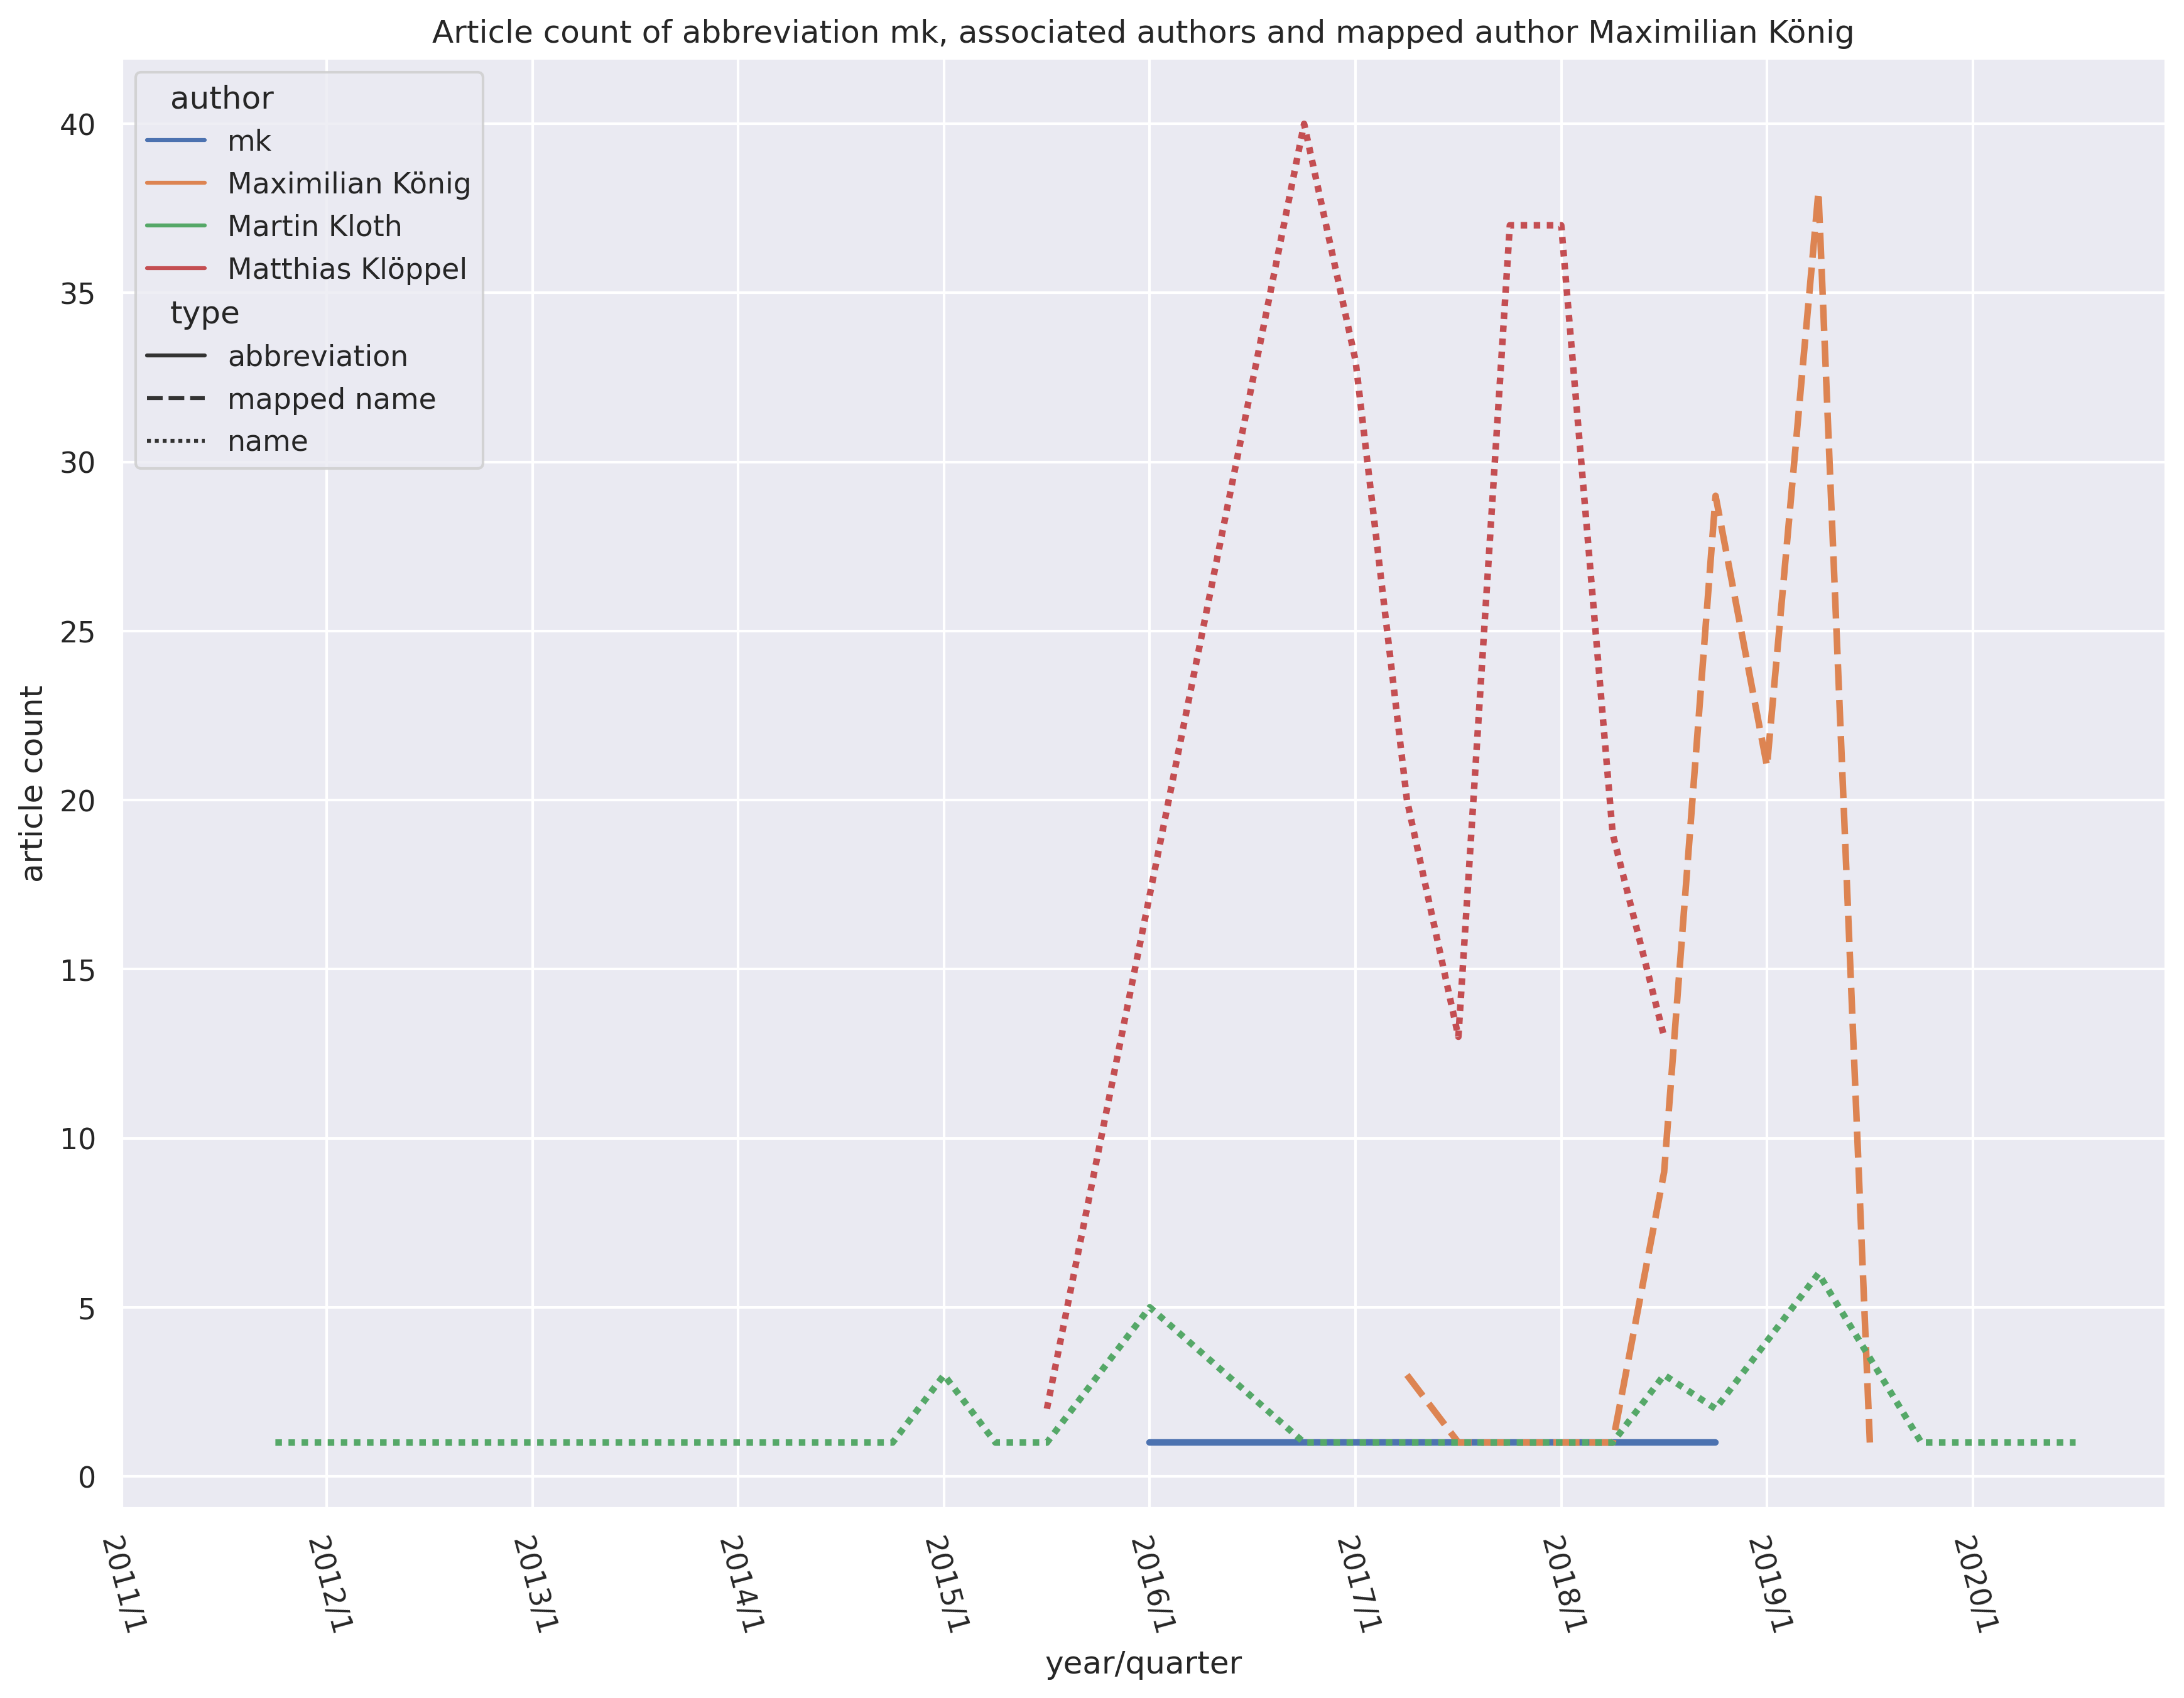 Article count of abbreviation mk, associated authors and mapped author Maximilian König
author
mk
Maximilian König
Martin Kloth
Matthias Klöppel
type
abbreviation
mapped name
name
article count
40
35
30
25
20
15
10
5
0
2011/1
2012/1
2013/1
2014/1
2015/1
2016/1
2017/1
2018/1
2019/1
2020/1
year/quarter